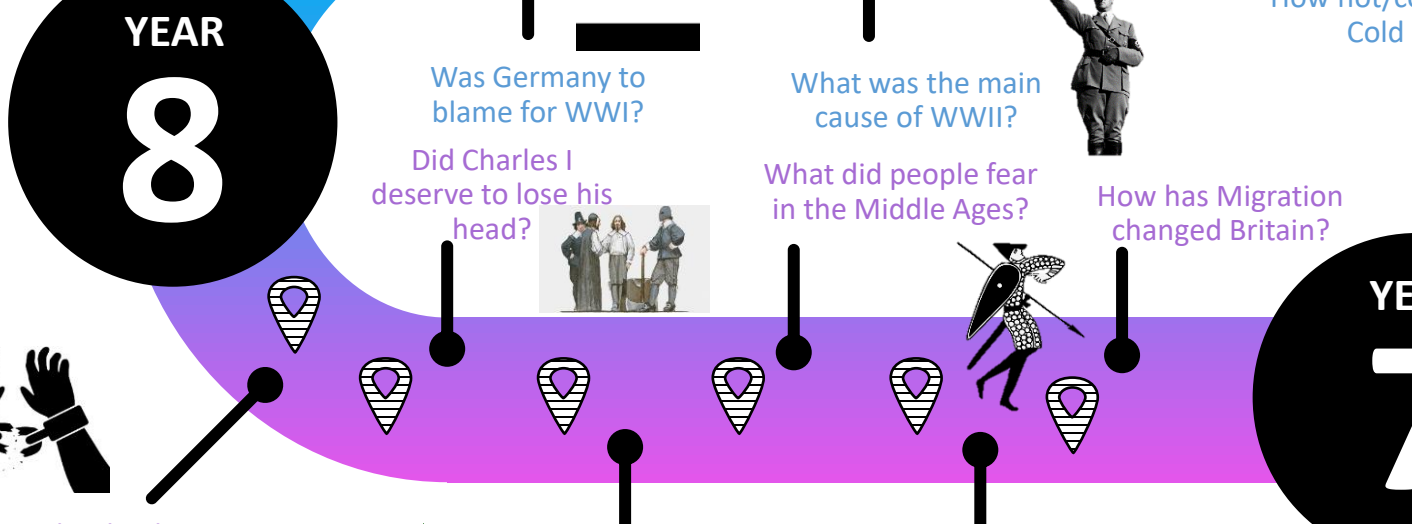 YEAR
8
Was Germany to
blame for WWI?
What was the main
cause of WWII?
Cold
Did Charles I
deserve to lose his
head?
What did people fear
in the Middle Ages?
How has Migration
changed Britain?
YE
7